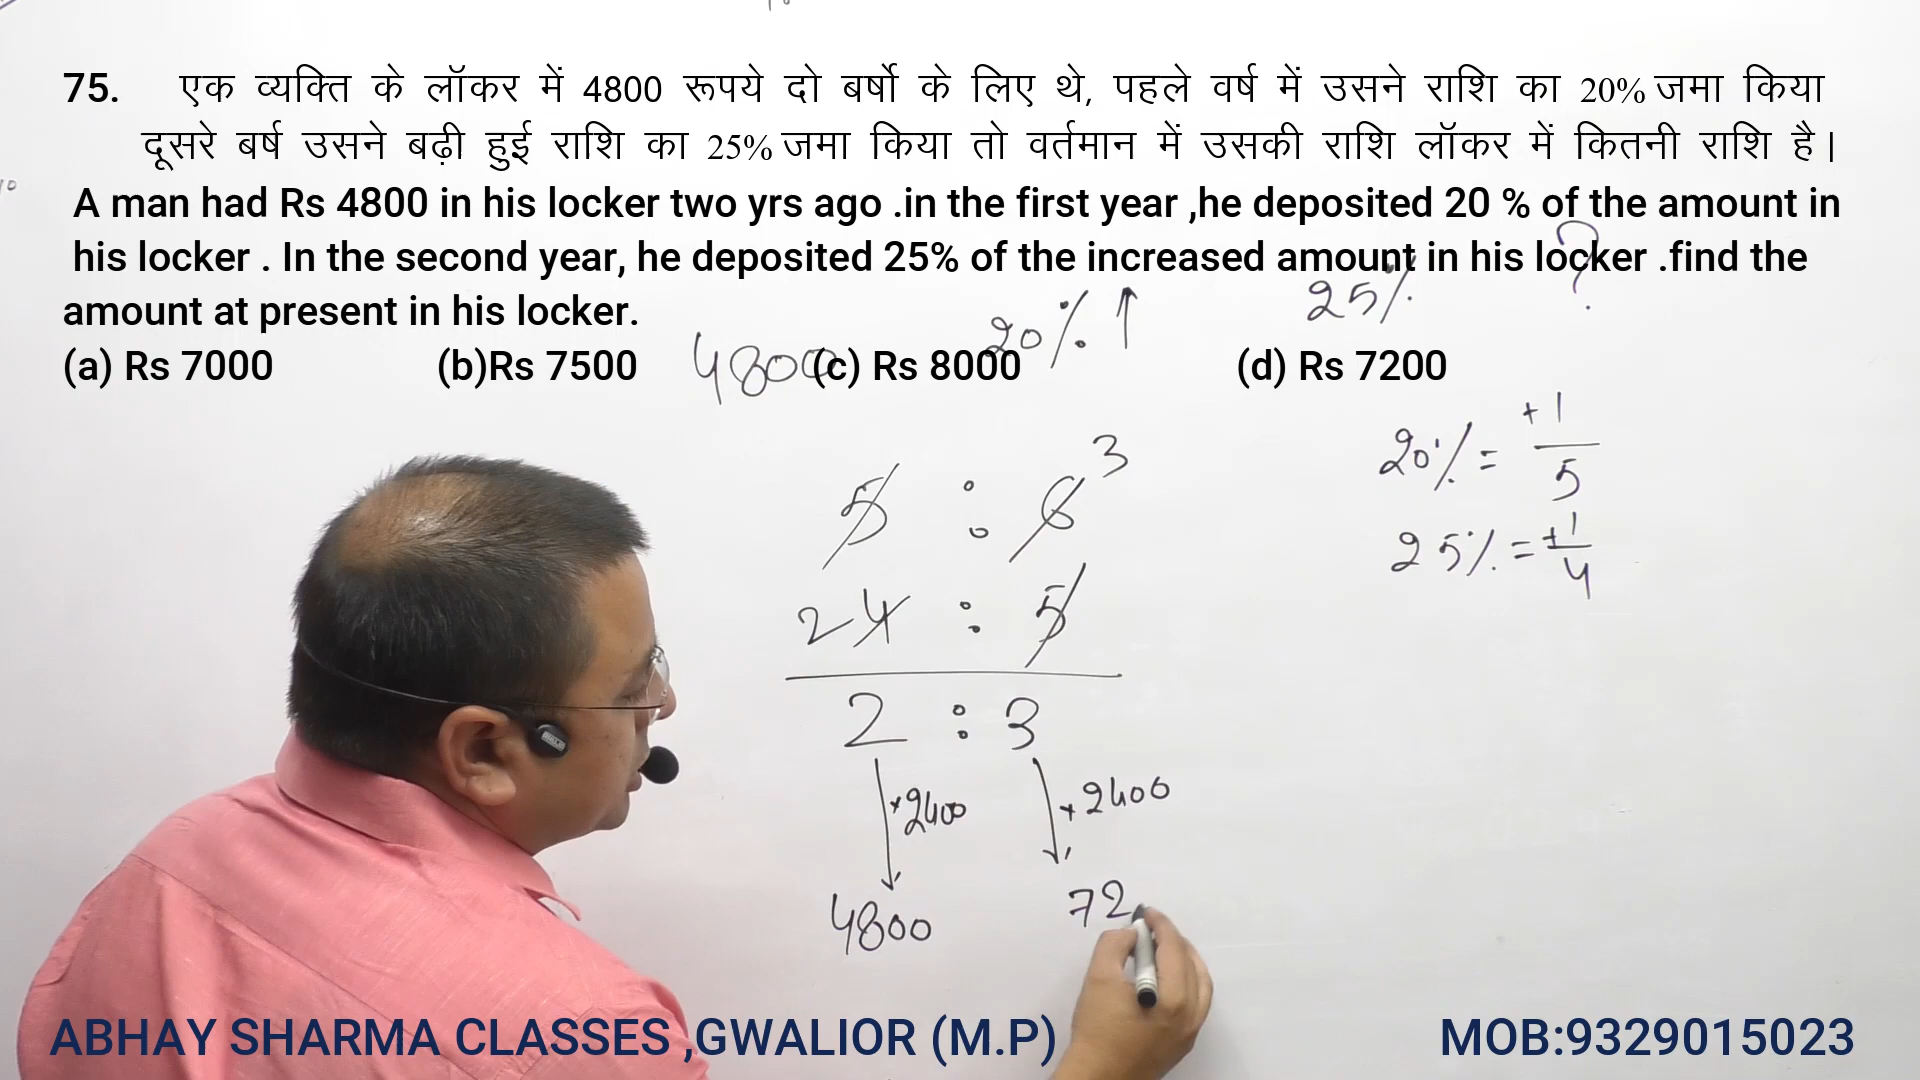 75. एक व्यक्ति के लॉकर में 4800 रूपये दो बर्षो के लिए थे, पहले वर्ष में उसने राशि का 20% जमा किया
दूसरे बर्ष उसने बढ़ी हुई राशि का 25% जमा किया तो वर्तमान में उसकी राशि लॉकर में कितनी राशि है।
A man had Rs 4800 in his locker two yrs ago .in the first year ,he deposited 20 % of the amount in
his locker . In the second year, he deposited 25% of the increased amount in his locker .find the
amount at present in his locker.
(a) Rs 7000 (b)Rs 7500 (c) Rs 8000 (d) Rs 7200
4800 20% ↑ 25% ?
5 : 6 3
2 4 : 5
2 : 3
×2400 ×2400
4800 72
20% = +1/5
25% = +1/4
ABHAY SHARMA CLASSES ,GWALIOR (M.P) MOB:9329015023